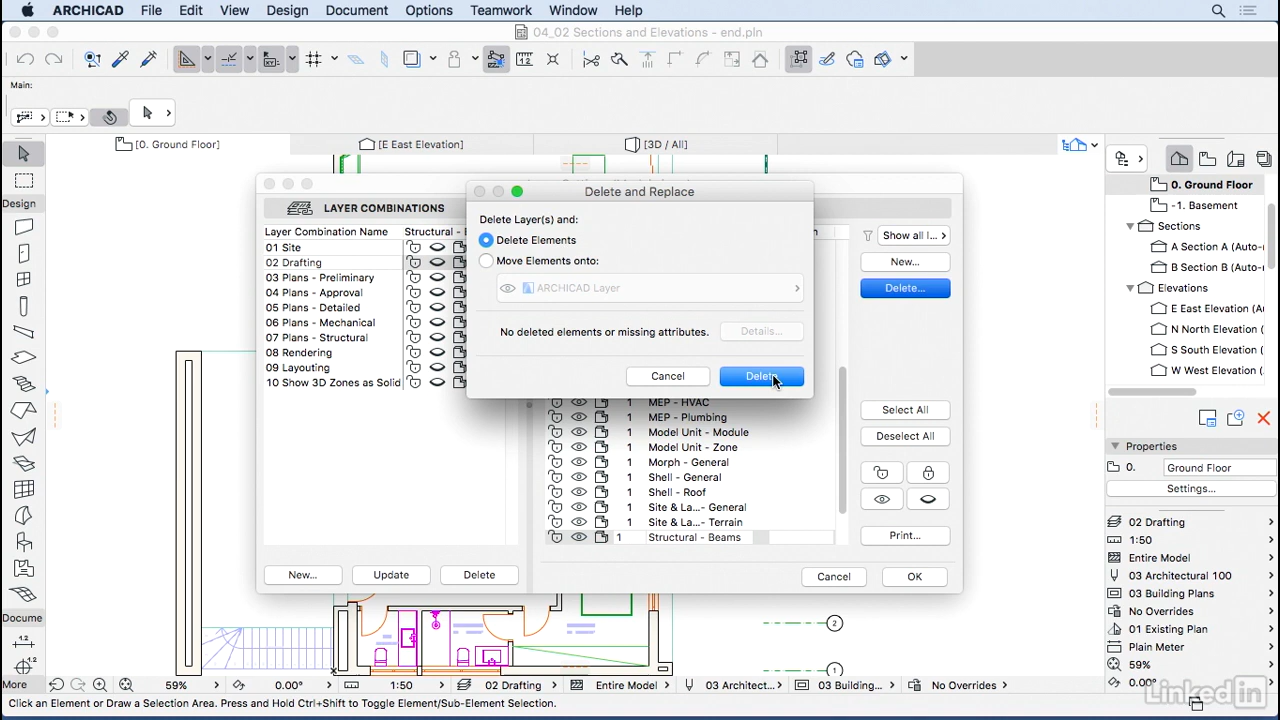 ARCHICAD File Edit View Design Document Options Teamwork Window Help
04_02 Sections and Elevations - end.pln
Main:
[0. Ground Floor]
[E East Elevation]
[3D / All]
Design
LAYER COMBINATIONS
Layer Combination Name
Structural -
01 Site
02 Drafting
03 Plans - Preliminary
04 Plans - Approval
05 Plans - Detailed
06 Plans - Mechanical
07 Plans - Structural
08 Rendering
09 Layouting
10 Show 3D Zones as Solid
New...
Update
Delete
Delete and Replace
Delete Layer(s) and:
Delete Elements
Move Elements onto:
ARCHICAD Layer
No deleted elements or missing attributes.
Details...
Cancel
Delete
1 MEP - HVAC
1 MEP - Plumbing
1 Model Unit - Module
1 Model Unit - Zone
1 Morph - General
1 Shell - General
1 Shell - Roof
1 Site & La...- General
1 Site & La...- Terrain
1 Structural - Beams
Show all l...
New...
Delete...
Select All
Deselect All
Print...
Cancel
OK
2
1
0. Ground Floor
-1. Basement
Sections
A Section A (Auto-
B Section B (Auto-
Elevations
E East Elevation (
N North Elevation (
S South Elevation (
W West Elevation (
Properties
0.
Ground Floor
Settings...
02 Drafting
1:50
Entire Model
03 Architectural 100
03 Building Plans
No Overrides
01 Existing Plan
Plain Meter
59%
0.00°
Docume
More
59%
0.00°
1:50
02 Drafting
Entire Model
03 Architect...
03 Building...
No Overrides
Click an Element or Draw a Selection Area. Press and Hold Ctrl+Shift to Toggle Element/Sub-Element Selection.
LinkedIn